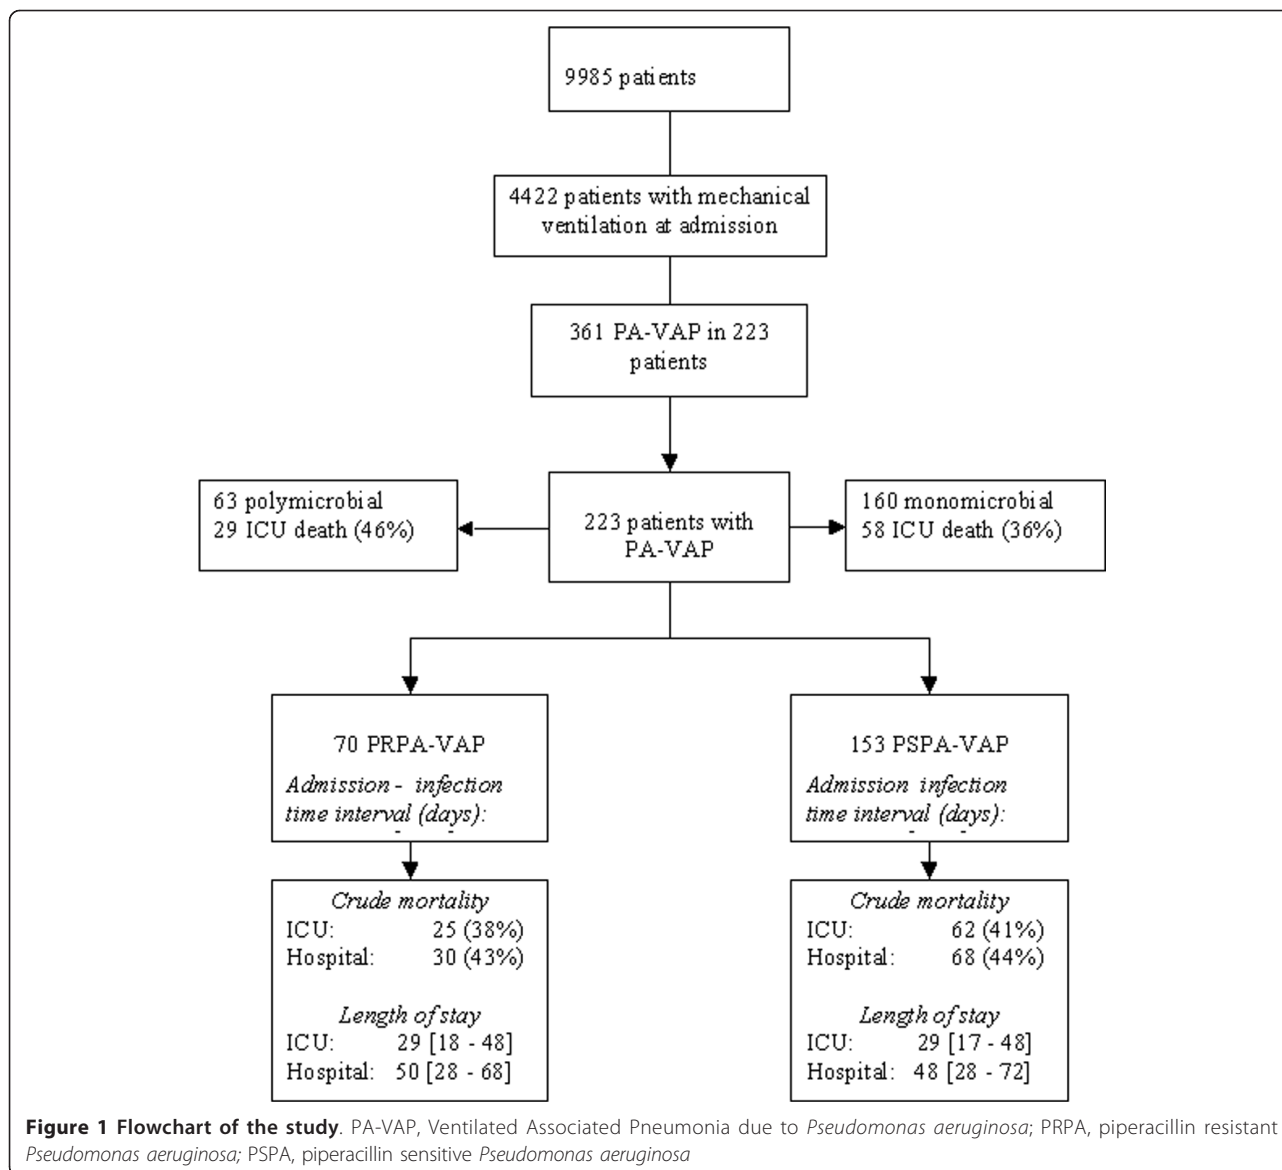 9985 patients
4422 patients with mechanical
ventilation at admission
361 PA-VAP in 223
patients
63 polymicrobial
29 ICU death (46%)
223 patients with
PA-VAP
160 monomicrobial
58 ICU death (36%)
70 PRPA-VAP
Admission - infection
time interval (days):
153 PSPA-VAP
Admission infection
time interval (days):
Crude mortality
ICU: 25 (38%)
Hospital: 30 (43%)
Length of stay
ICU: 29 [18 - 48]
Hospital: 50 [28 - 68]
Crude mortality
ICU: 62 (41%)
Hospital: 68 (44%)
Length of stay
ICU: 29 [17 - 48]
Hospital: 48 [28 - 72]
Figure 1 Flowchart of the study. PA-VAP, Ventilated Associated Pneumonia due to Pseudomonas aeruginosa; PRPA, piperacillin resistant
Pseudomonas aeruginosa; PSPA, piperacillin sensitive Pseudomonas aeruginosa